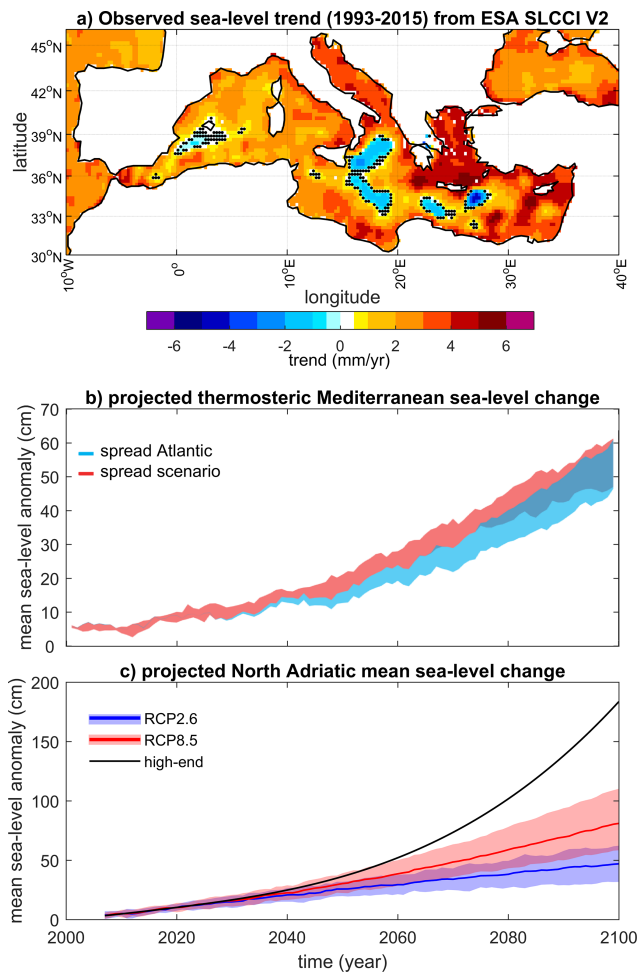 a) Observed sea-level trend (1993-2015) from ESA SLCCI V2
latitude
45°N
42°N
39°N
36°N
33°N
30°N
10°W
0°
10°E
20°E
30°E
40°E
longitude
-6 -4 -2 0 2 4 6
trend (mm/yr)
b) projected thermosteric Mediterranean sea-level change
mean sea-level anomaly (cm)
70
60
50
40
30
20
10
0
spread Atlantic
spread scenario
c) projected North Adriatic mean sea-level change
mean sea-level anomaly (cm)
200
150
100
50
0
RCP2.6
RCP8.5
high-end
2000 2020 2040 2060 2080 2100
time (year)